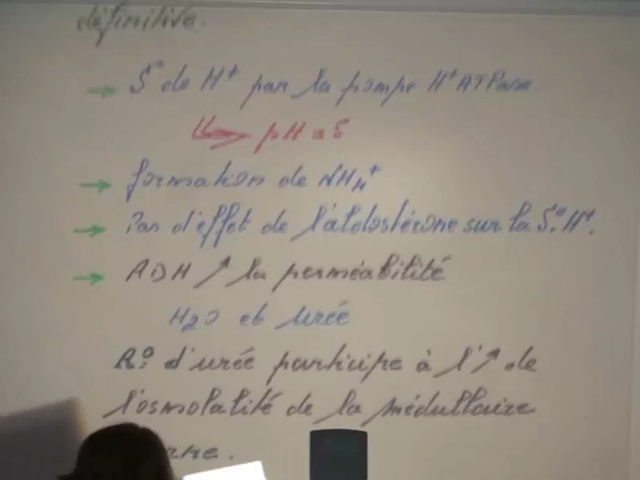 définitive.
→ S° de H⁺ par la pompe H⁺ATPase
↳ pH = 5
→ formation de NH₄⁺
→ Pas d'effet de l'aldostérone sur la S° H⁺.
→ ADH ↗ la perméabilité
H₂O et urée
R° d'urée participe à l'↗ de
l'osmolalité de la médullaire